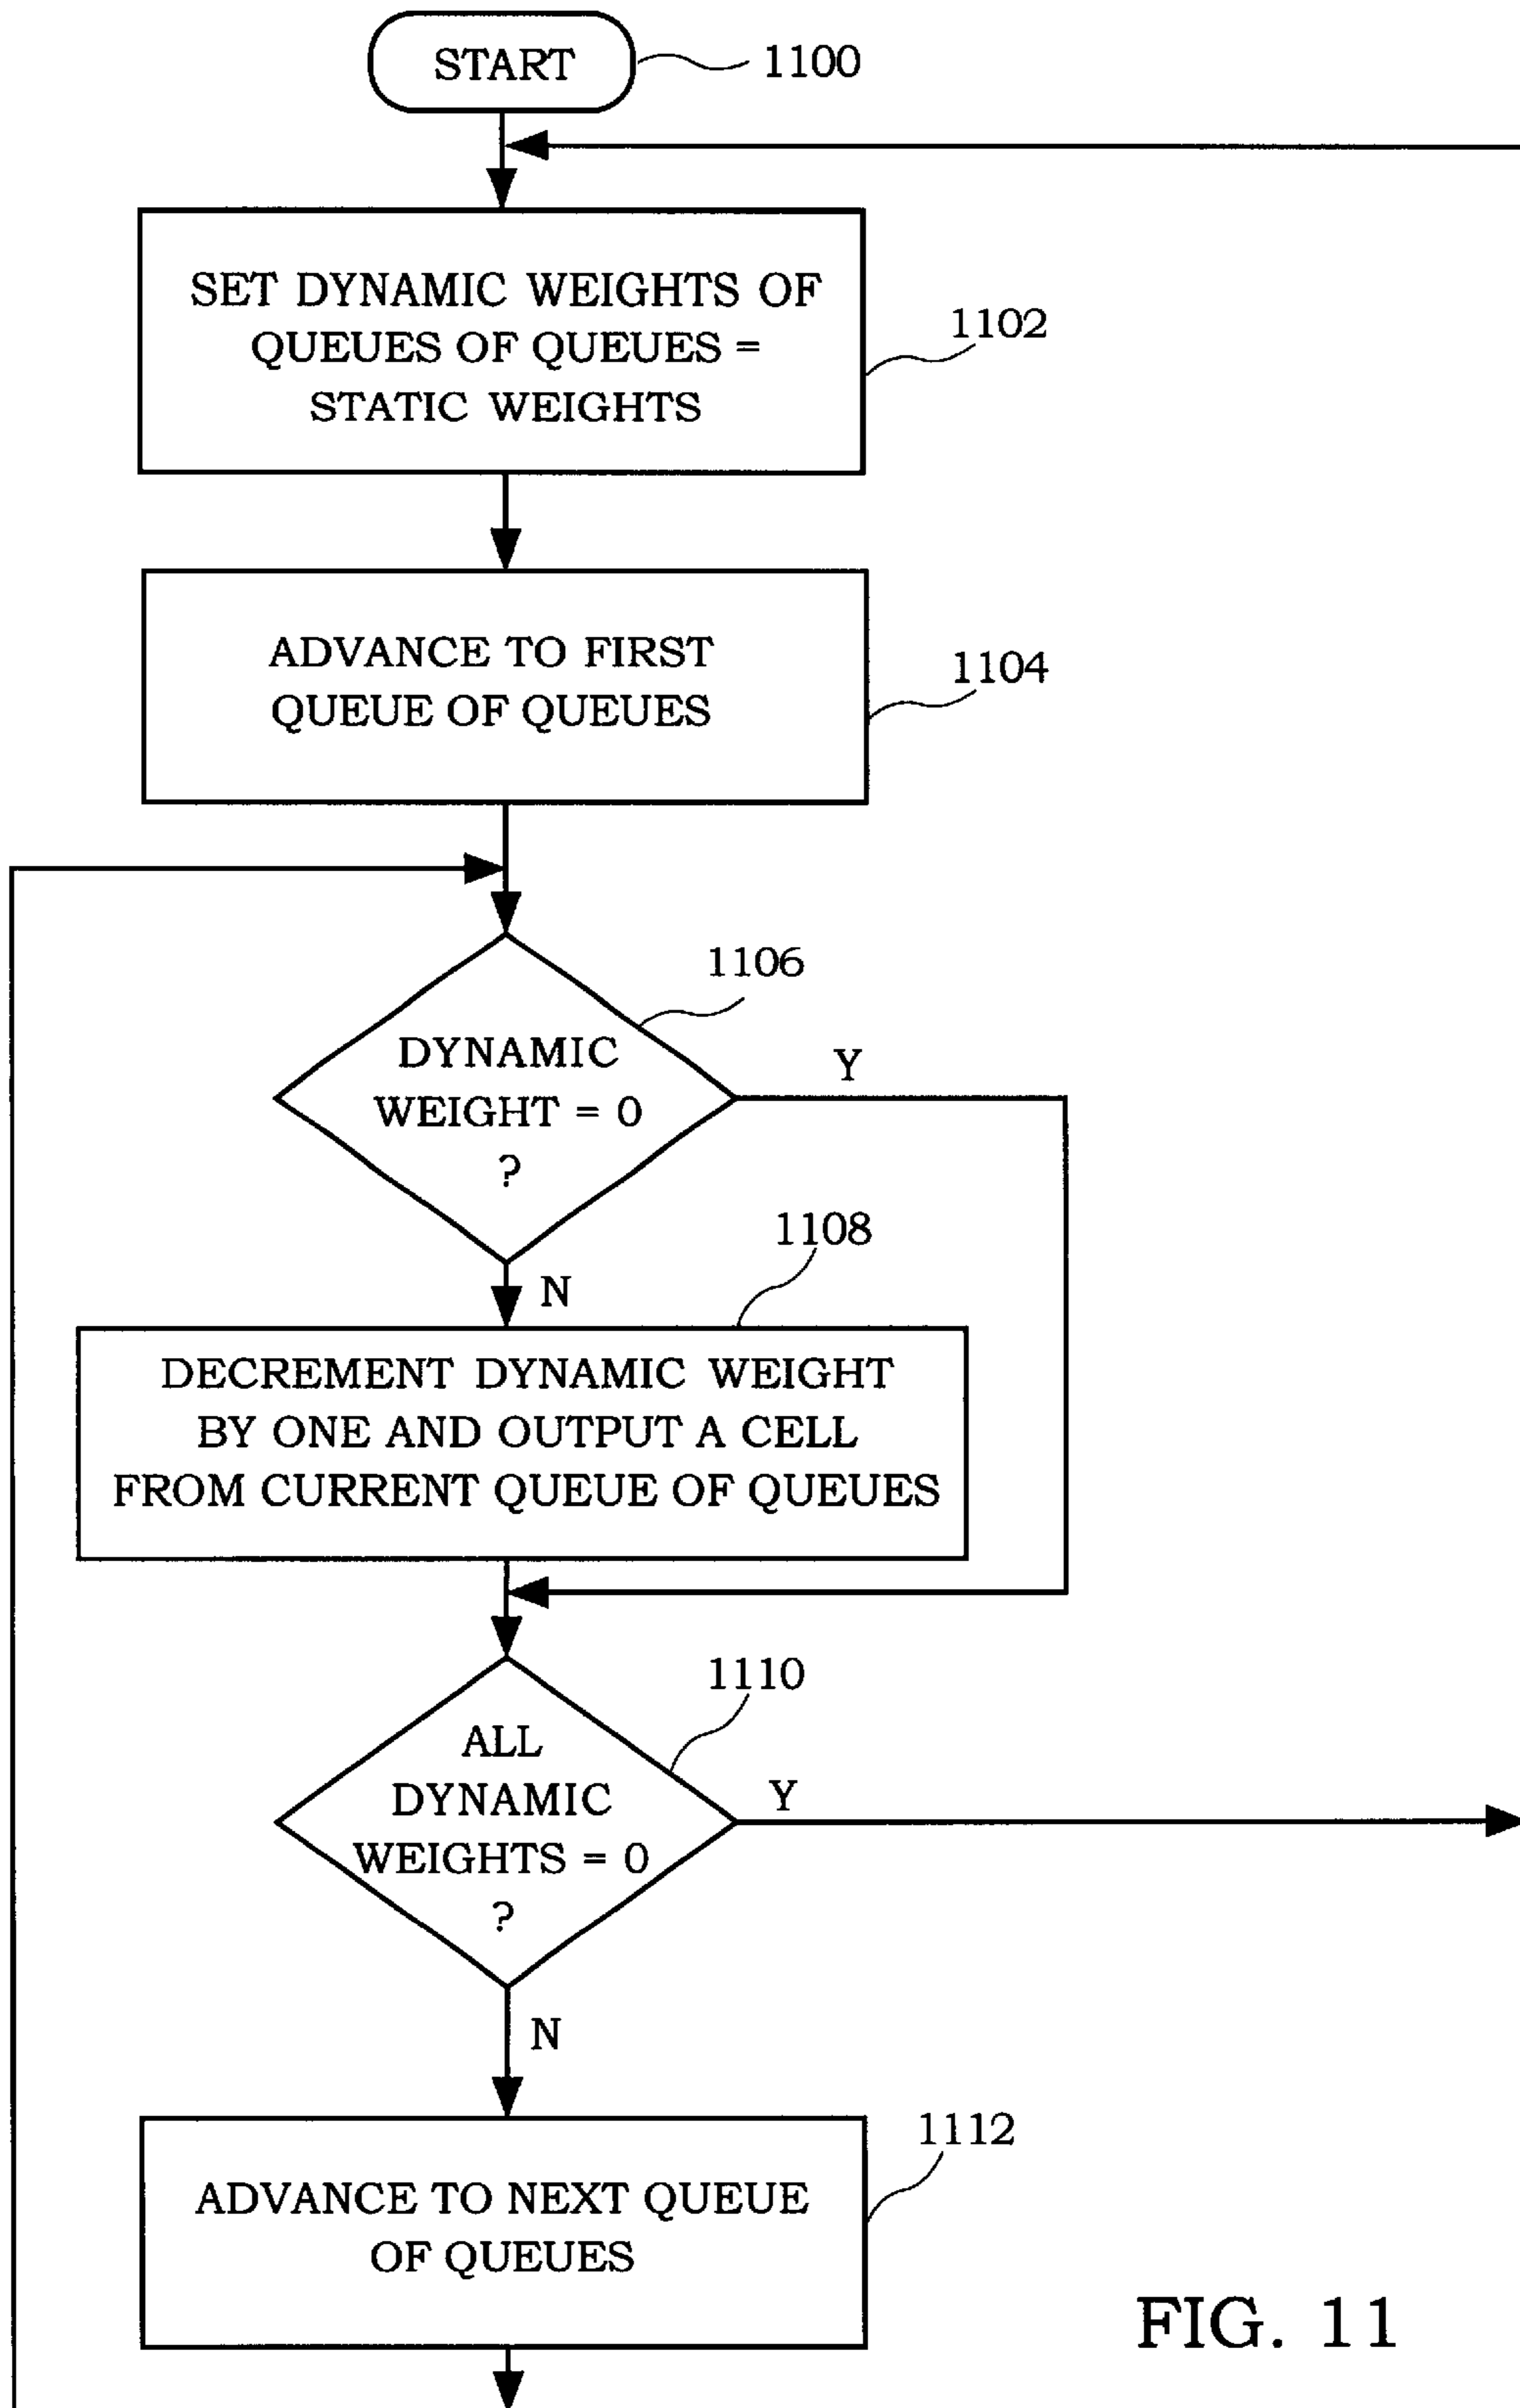 START
1100
SET DYNAMIC WEIGHTS OF
QUEUES OF QUEUES =
STATIC WEIGHTS
1102
ADVANCE TO FIRST
QUEUE OF QUEUES
1104
1106
DYNAMIC
WEIGHT = 0
?
Y
N
1108
DECREMENT DYNAMIC WEIGHT
BY ONE AND OUTPUT A CELL
FROM CURRENT QUEUE OF QUEUES
1110
ALL
DYNAMIC
WEIGHTS = 0
?
Y
N
1112
ADVANCE TO NEXT QUEUE
OF QUEUES
FIG. 11